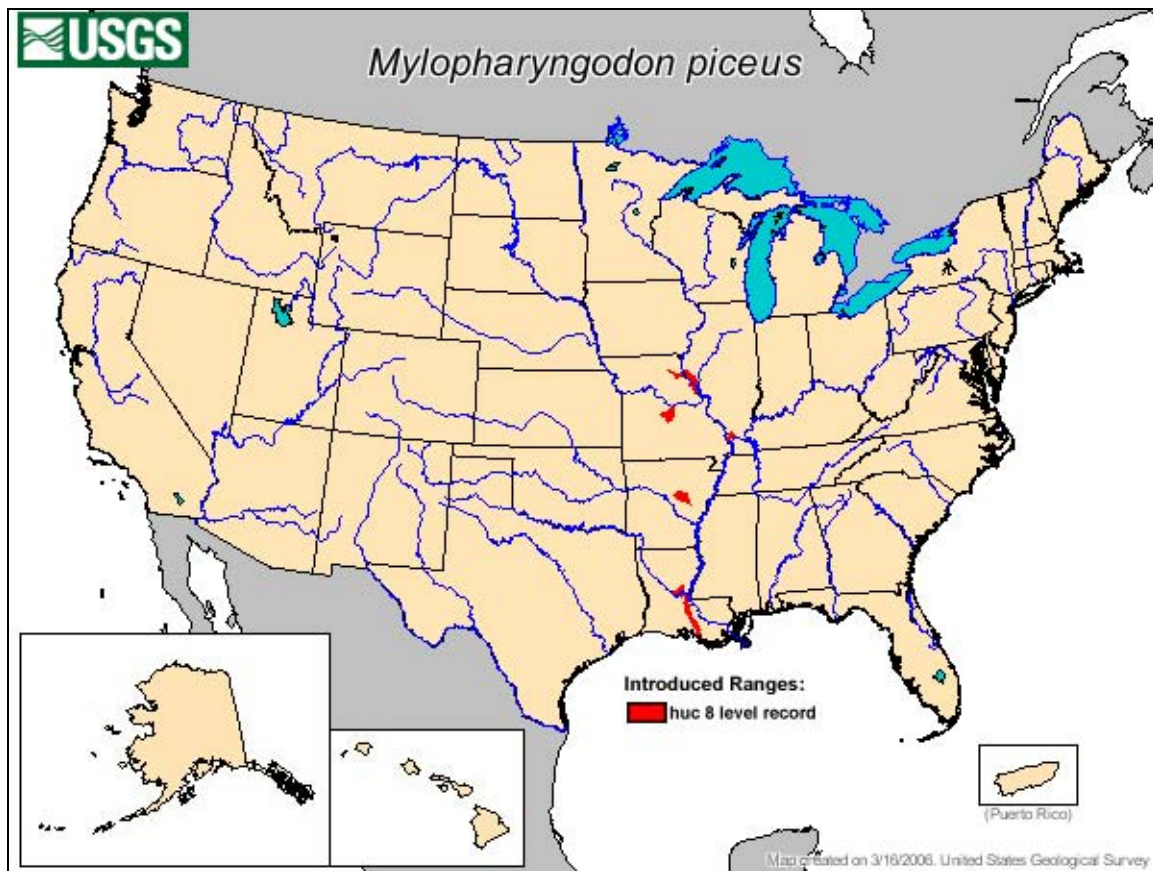 USGS
Mylopharyngodon piceus
Introduced Ranges:
huc 8 level record
(Puerto Rico)
Map created on 3/16/2006. United States Geological Survey